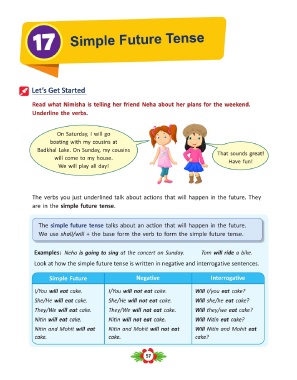 17
Simple Future Tense
Let's Get Started
Read what Nimisha is telling her friend Neha about her plans for the weekend.
Underline the verbs.
On Saturday, I will go
boating with my cousins at
Badkhal Lake. On Sunday, my cousins
will come to my house.
We will play all day!
That sounds great!
Have fun!
The verbs you just underlined talk about actions that will happen in the future. They
are in the simple future tense.
The simple future tense talks about an action that will happen in the future.
We use shall/will + the base form the verb to form the simple future tense.
Examples: Neha is going to sing at the concert on Sunday. Tom will ride a bike.
Look at how the simple future tense is written in negative and interrogative sentences.
Simple Future Negative Interrogative
I/You will eat cake. I/You will not eat cake. Will I/you eat cake?
She/He will eat cake. She/He will not eat cake. Will she/he eat cake?
They/We will eat cake. They/We will not eat cake. Will they/we eat cake?
Nitin will eat cake. Nitin will not eat cake. Will Nitin eat cake?
Nitin and Mohit will eat Nitin and Mohit will not eat Will Nitin and Mohit eat
cake. cake. cake?
57